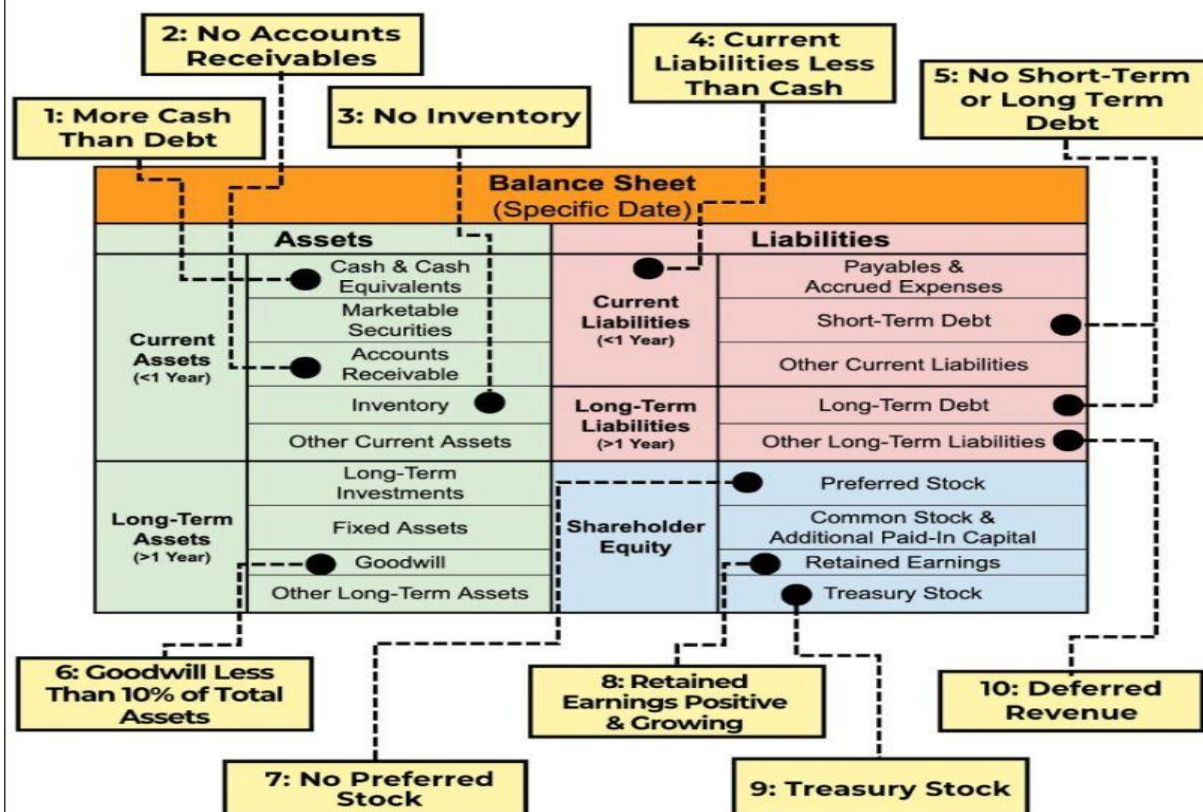 2: No Accounts
Receivables
4: Current
Liabilities Less
Than Cash
5: No Short-Term
or Long Term
Debt
1: More Cash
Than Debt
3: No Inventory
Balance Sheet
(Specific Date)
Assets
Liabilities
Current
Assets
(<1 Year)
Cash & Cash
Equivalents
Marketable
Securities
Accounts
Receivable
Inventory
Other Current Assets
Long-Term
Assets
(>1 Year)
Long-Term
Investments
Fixed Assets
Goodwill
Other Long-Term Assets
Current
Liabilities
(<1 Year)
Payables &
Accrued Expenses
Short-Term Debt
Other Current Liabilities
Long-Term
Liabilities
(>1 Year)
Long-Term Debt
Other Long-Term Liabilities
Shareholder
Equity
Preferred Stock
Common Stock &
Additional Paid-In Capital
Retained Earnings
Treasury Stock
6: Goodwill Less
Than 10% of Total
Assets
8: Retained
Earnings Positive
& Growing
10: Deferred
Revenue
7: No Preferred
Stock
9: Treasury Stock